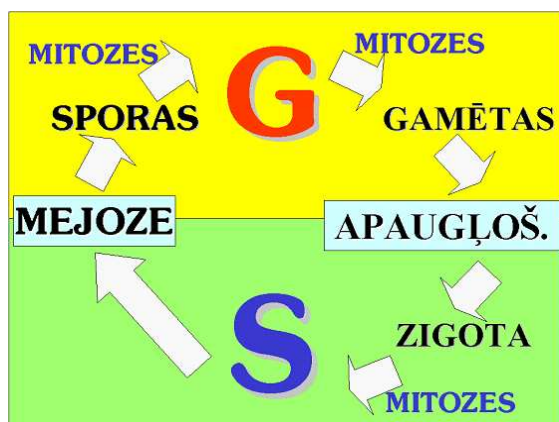 MITOZES
MITOZES
G
SPORAS
GAMĒTAS
MEJOZE
APAUGĻOŠ.
S
ZIGOTA
MITOZES